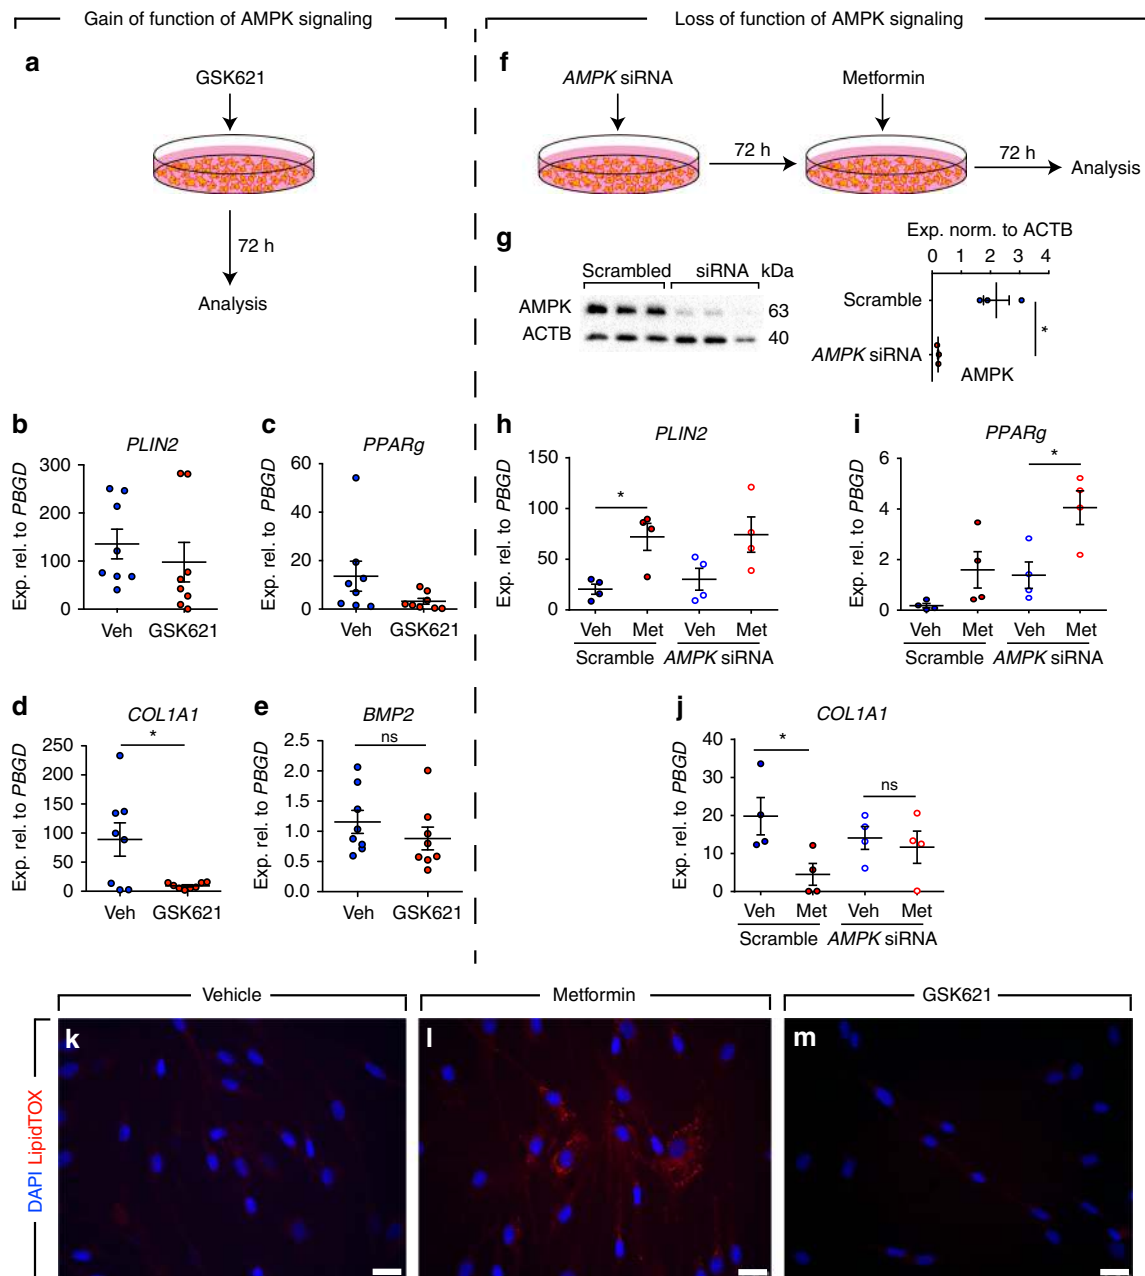 Gain of function of AMPK signaling
Loss of function of AMPK signaling
a
GSK621
72 h
Analysis
f
AMPK siRNA
Metformin
72 h
72 h
Analysis
g
Scrambled
siRNA
kDa
AMPK
63
ACTB
40
Exp. norm. to ACTB
0 1 2 3 4
Scramble
AMPK siRNA
*
AMPK
b
PLIN2
Exp. rel. to PBGD
300
200
100
0
Veh GSK621
c
PPARg
Exp. rel. to PBGD
60
40
20
0
Veh GSK621
h
PLIN2
Exp. rel. to PBGD
150
100
50
0
*
Veh Met Veh Met
Scramble AMPK siRNA
i
PPARg
Exp. rel. to PBGD
6
4
2
0
*
Veh Met Veh Met
Scramble AMPK siRNA
d
COL1A1
Exp. rel. to PBGD
250
200
150
100
50
0
*
Veh GSK621
e
BMP2
Exp. rel. to PBGD
2.5
2.0
1.5
1.0
0.5
0.0
ns
Veh GSK621
j
COL1A1
Exp. rel. to PBGD
40
30
20
10
0
*
ns
Veh Met Veh Met
Scramble AMPK siRNA
Vehicle
Metformin
GSK621
DAPI LipidTOX
k
l
m